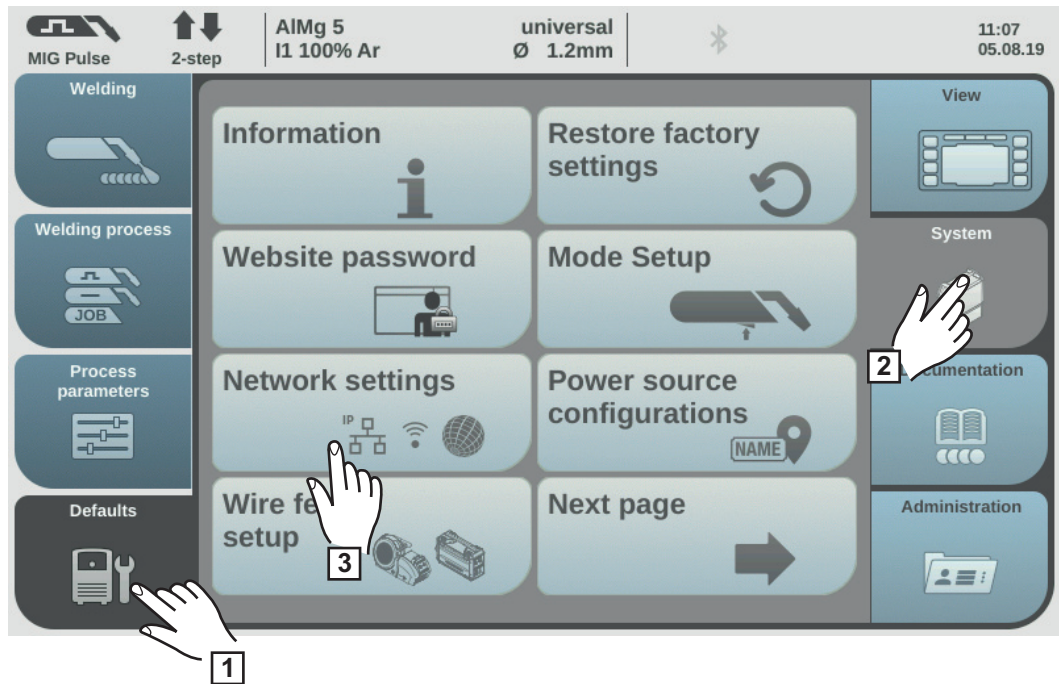 MIG Pulse
2-step
AlMg 5 universal
I1 100% Ar Ø 1.2mm
11:07
05.08.19
Welding
Welding process
JOB
Process
parameters
Defaults
Information
Restore factory
settings
Website password
Mode Setup
Network settings
IP
Power source
configurations
NAME
Wire
setup
Next page
View
System
Administration
1
2
3